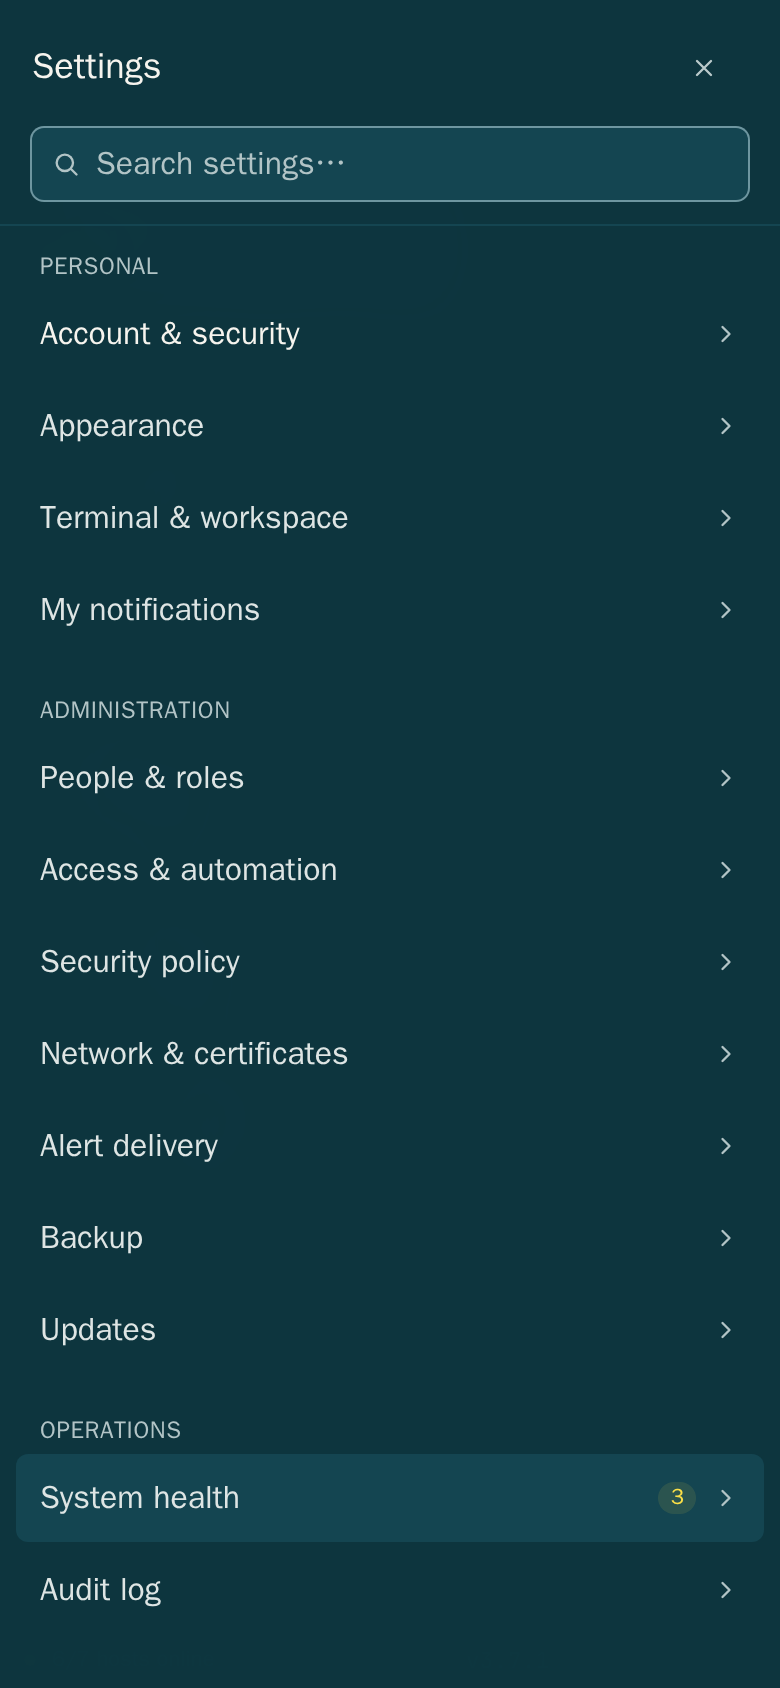 Settings
Search settings···
PERSONAL
Account & security
Appearance
Terminal & workspace
My notifications
ADMINISTRATION
People & roles
Access & automation
Security policy
Network & certificates
Alert delivery
Backup
Updates
OPERATIONS
System health 3
Audit log